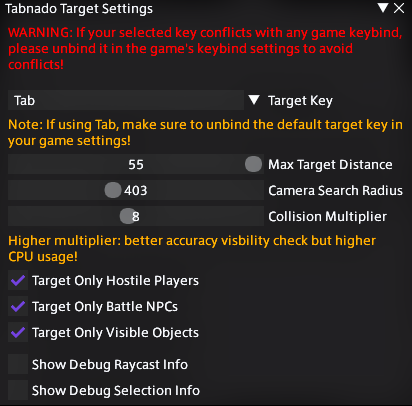 Tabnado Target Settings
WARNING: If your selected key conflicts with any game keybind,
please unbind it in the game's keybind settings to avoid
conflicts!
Tab Target Key
Note: If using Tab, make sure to unbind the default target key in
your game settings!
55 Max Target Distance
403 Camera Search Radius
8 Collision Multiplier
Higher multiplier: better accuracy visbility check but higher
CPU usage!
Target Only Hostile Players
Target Only Battle NPCs
Target Only Visible Objects
Show Debug Raycast Info
Show Debug Selection Info